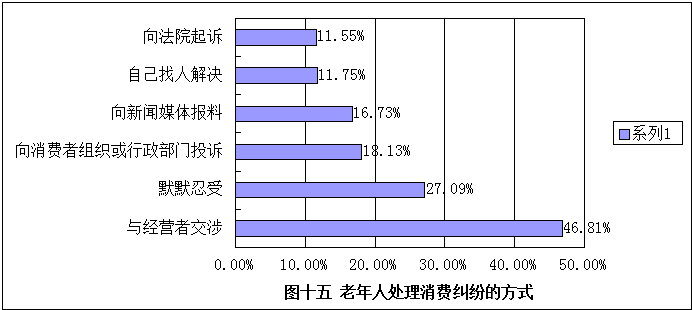 向法院起诉 11.55%
自己找人解决 11.75%
向新闻媒体报料 16.73%
向消费者组织或行政部门投诉 18.13%
默默忍受 27.09%
与经营者交涉 46.81%
0.00% 10.00% 20.00% 30.00% 40.00% 50.00%
系列1
图十五 老年人处理消费纠纷的方式